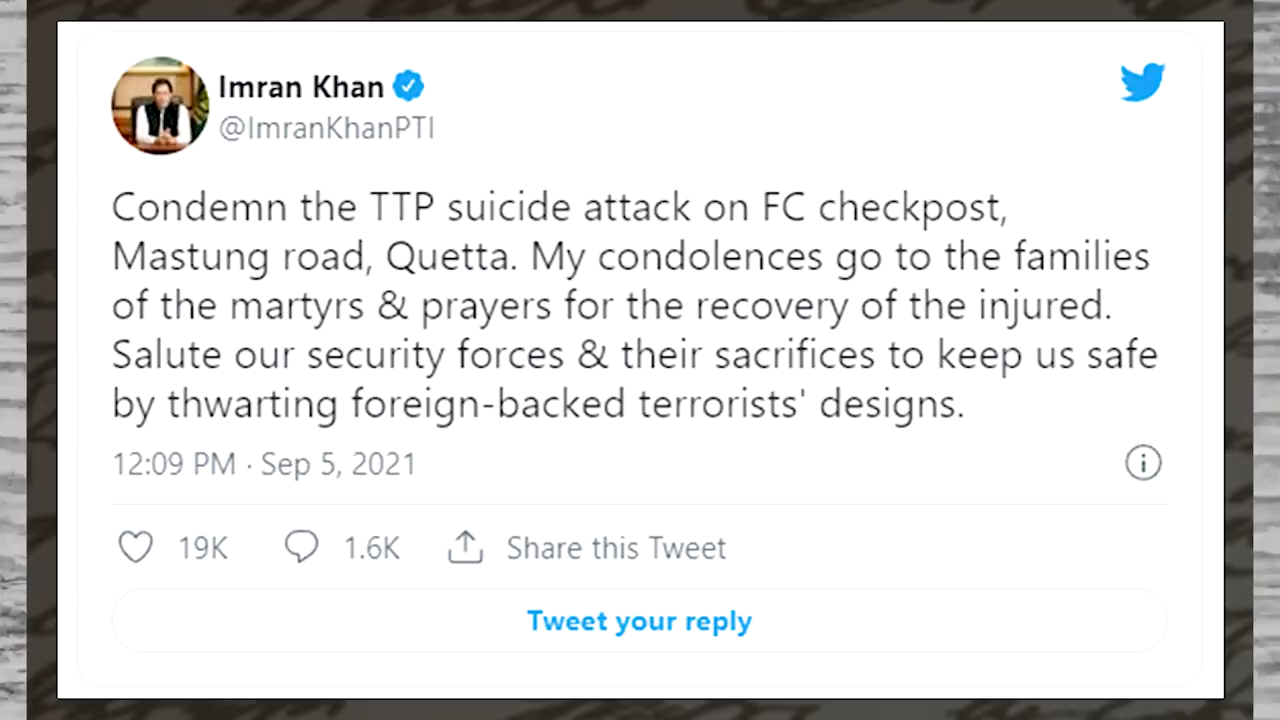 Imran Khan
@ImranKhanPTI
Condemn the TTP suicide attack on FC checkpost,
Mastung road, Quetta. My condolences go to the families
of the martyrs & prayers for the recovery of the injured.
Salute our security forces & their sacrifices to keep us safe
by thwarting foreign-backed terrorists' designs.
12:09 PM · Sep 5, 2021
19K 1.6K Share this Tweet
Tweet your reply